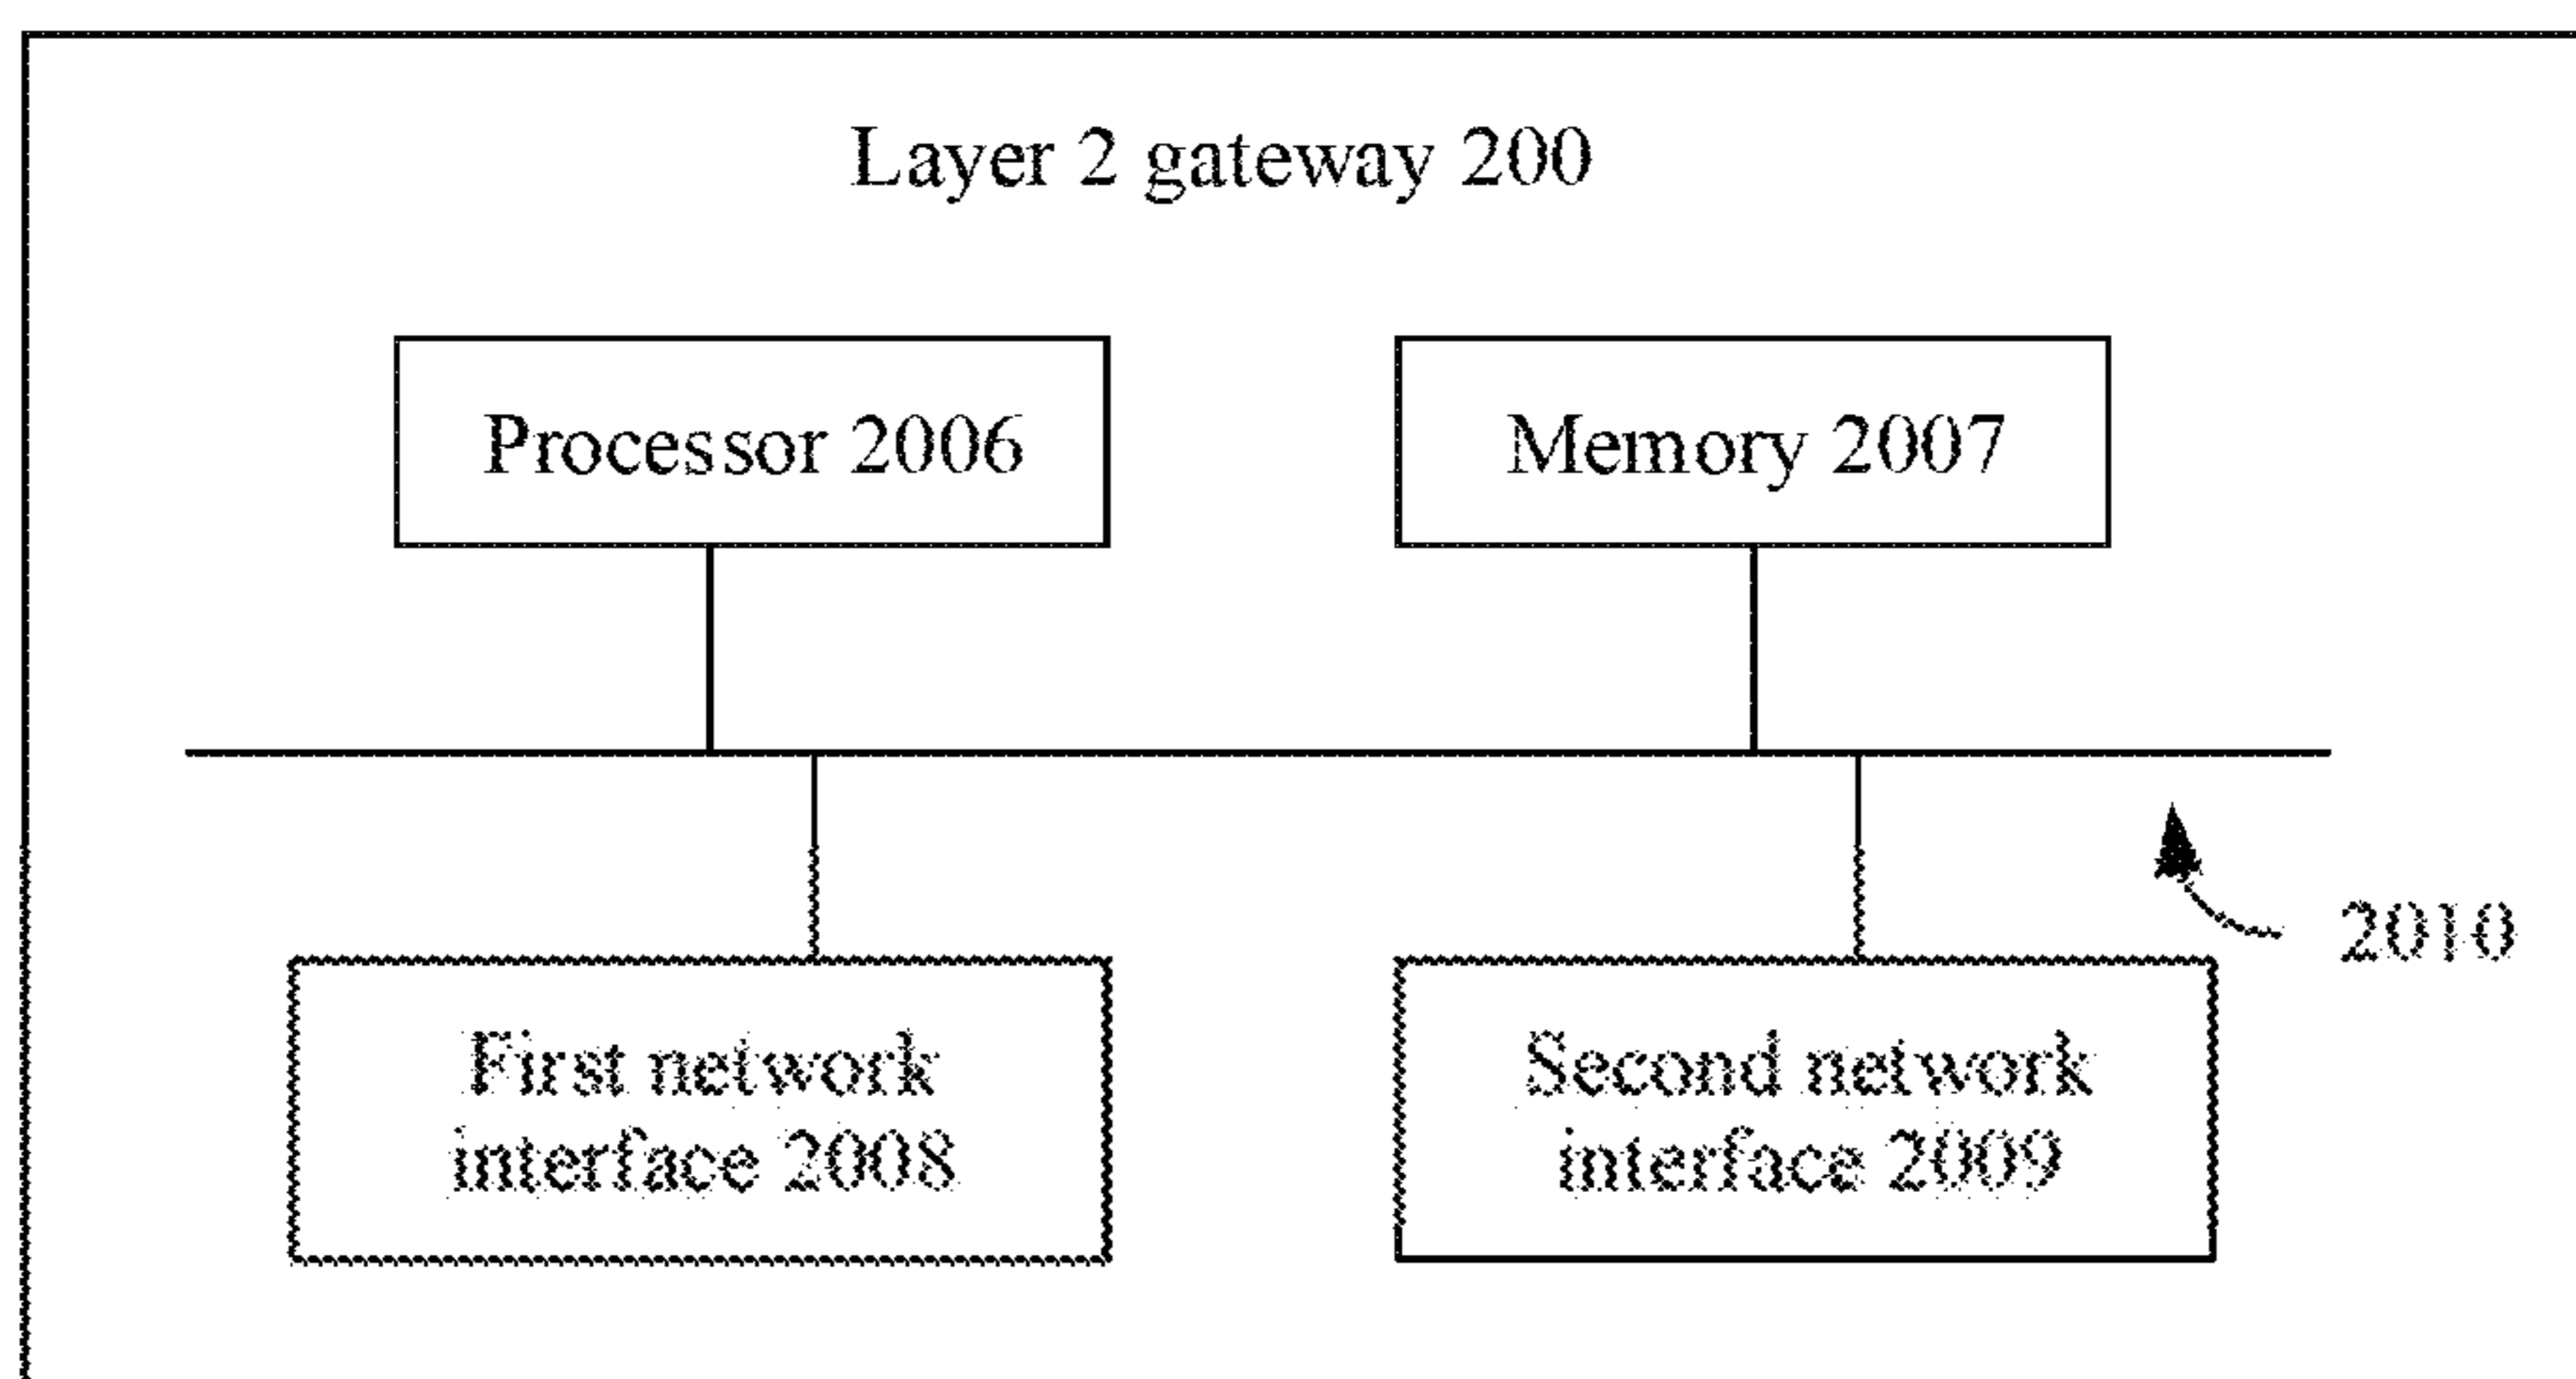 Layer 2 gateway 200
Processor 2006
Memory 2007
2010
First network
interface 2008
Second network
interface 2009